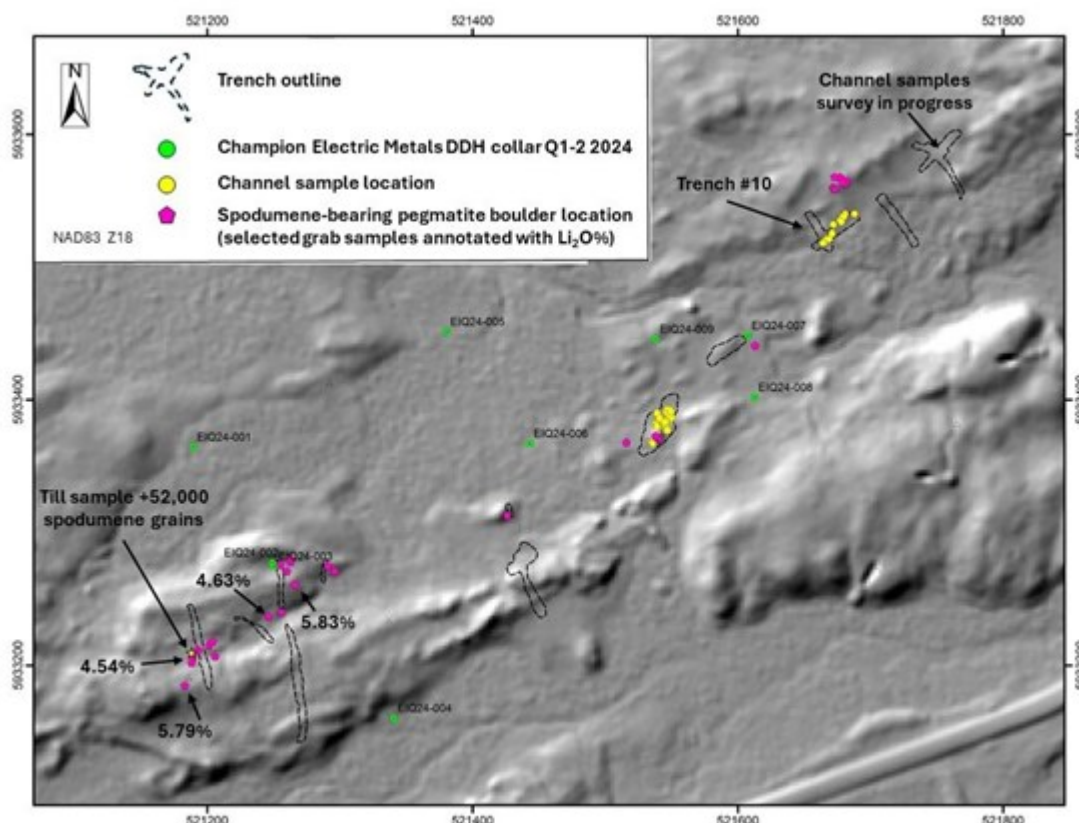 521200
521400
521600
521800
N
Trench outline
Champion Electric Metals DDH collar Q1-2 2024
Channel sample location
Spodumene-bearing pegmatite boulder location
(selected grab samples annotated with Li₂O%)
NAD83 Z18
Channel samples
survey in progress
Trench #10
5933600
EIQ24-005
EIQ24-009
EIQ24-007
5933400
5933400
EIQ24-008
EIQ24-001
EIQ24-006
Till sample +52,000
spodumene grains
EIQ24-002
EIQ24-003
4.63%
5.83%
4.54%
5.79%
5933200
5933200
EIQ24-004
521200
521400
521600
521800